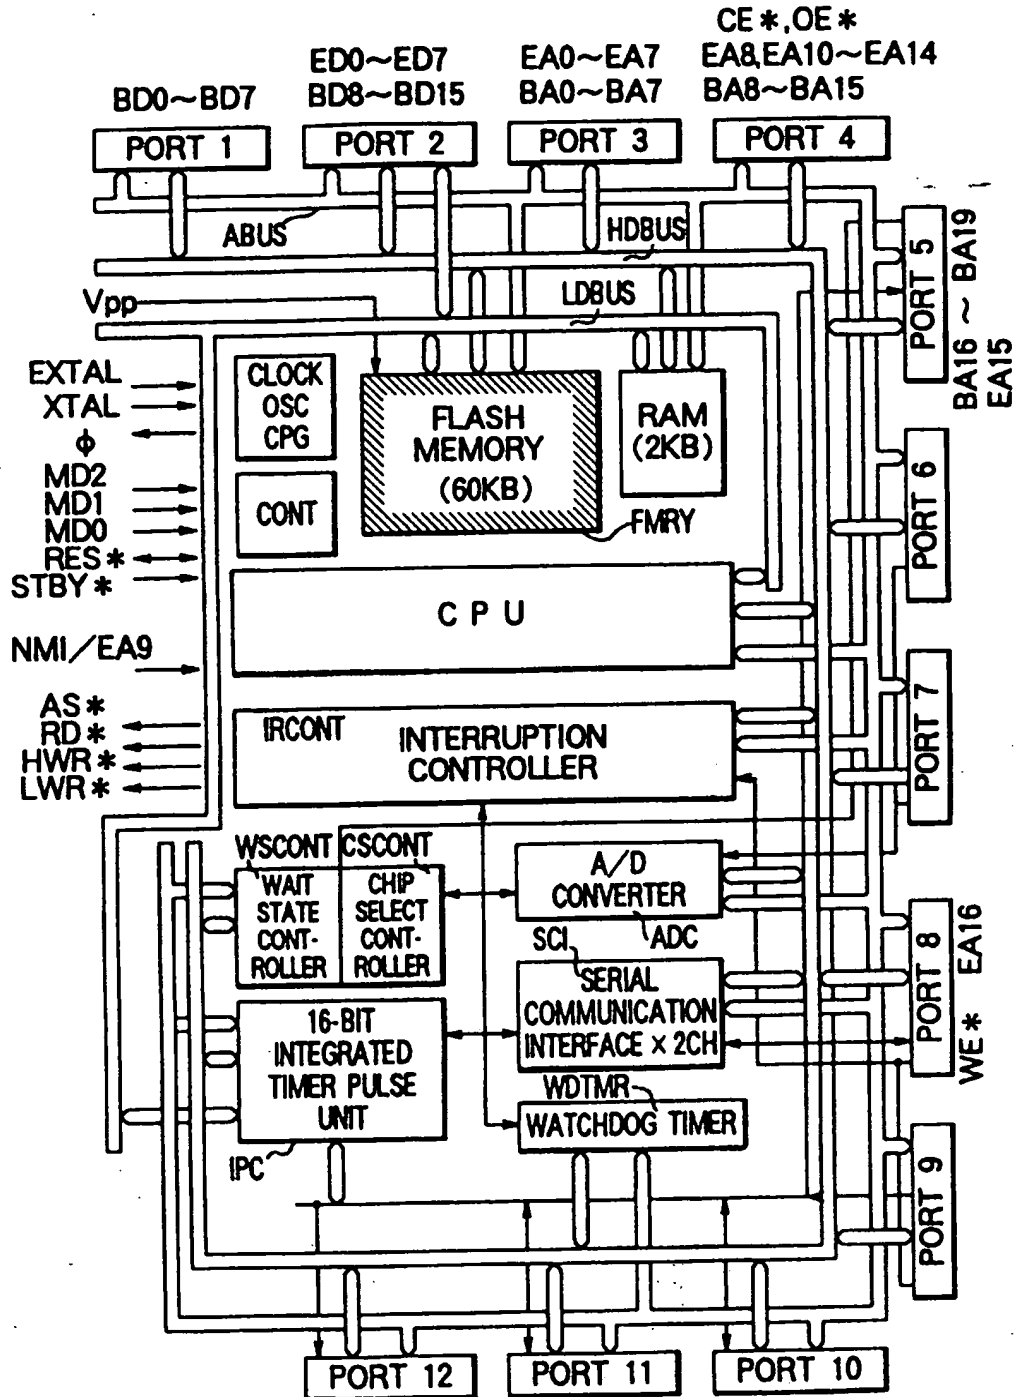 CE*,OE*
ED0~ED7
EA0~EA7
EA8,EA10~EA14
BD0~BD7
BD8~BD15
BA0~BA7
BA8~BA15
PORT 1
PORT 2
PORT 3
PORT 4
ABUS
HDBUS
PORT 5
BA16 ~ BA19
EA15
Vpp
LDBUS
EXTAL
XTAL
ϕ
MD2
MD1
MD0
RES*
STBY*
CLOCK
OSC
CPG
FLASH
MEMORY
(60KB)
RAM
(2KB)
CONT
FMRY
PORT 6
CPU
NMI/EA9
AS*
RD*
HWR*
LWR*
IRCONT
INTERRUPTION
CONTROLLER
PORT 7
WSCONT
CSCONT
WAIT
STATE
CONT-
ROLLER
CHIP
SELECT
CONT-
ROLLER
A/D
CONVERTER
ADC
SCI
SERIAL
COMMUNICATION
INTERFACE × 2CH
PORT 8
WE* EA16
16-BIT
INTEGRATED
TIMER PULSE
UNIT
IPC
WDTMR
WATCHDOG TIMER
PORT 9
PORT 12
PORT 11
PORT 10